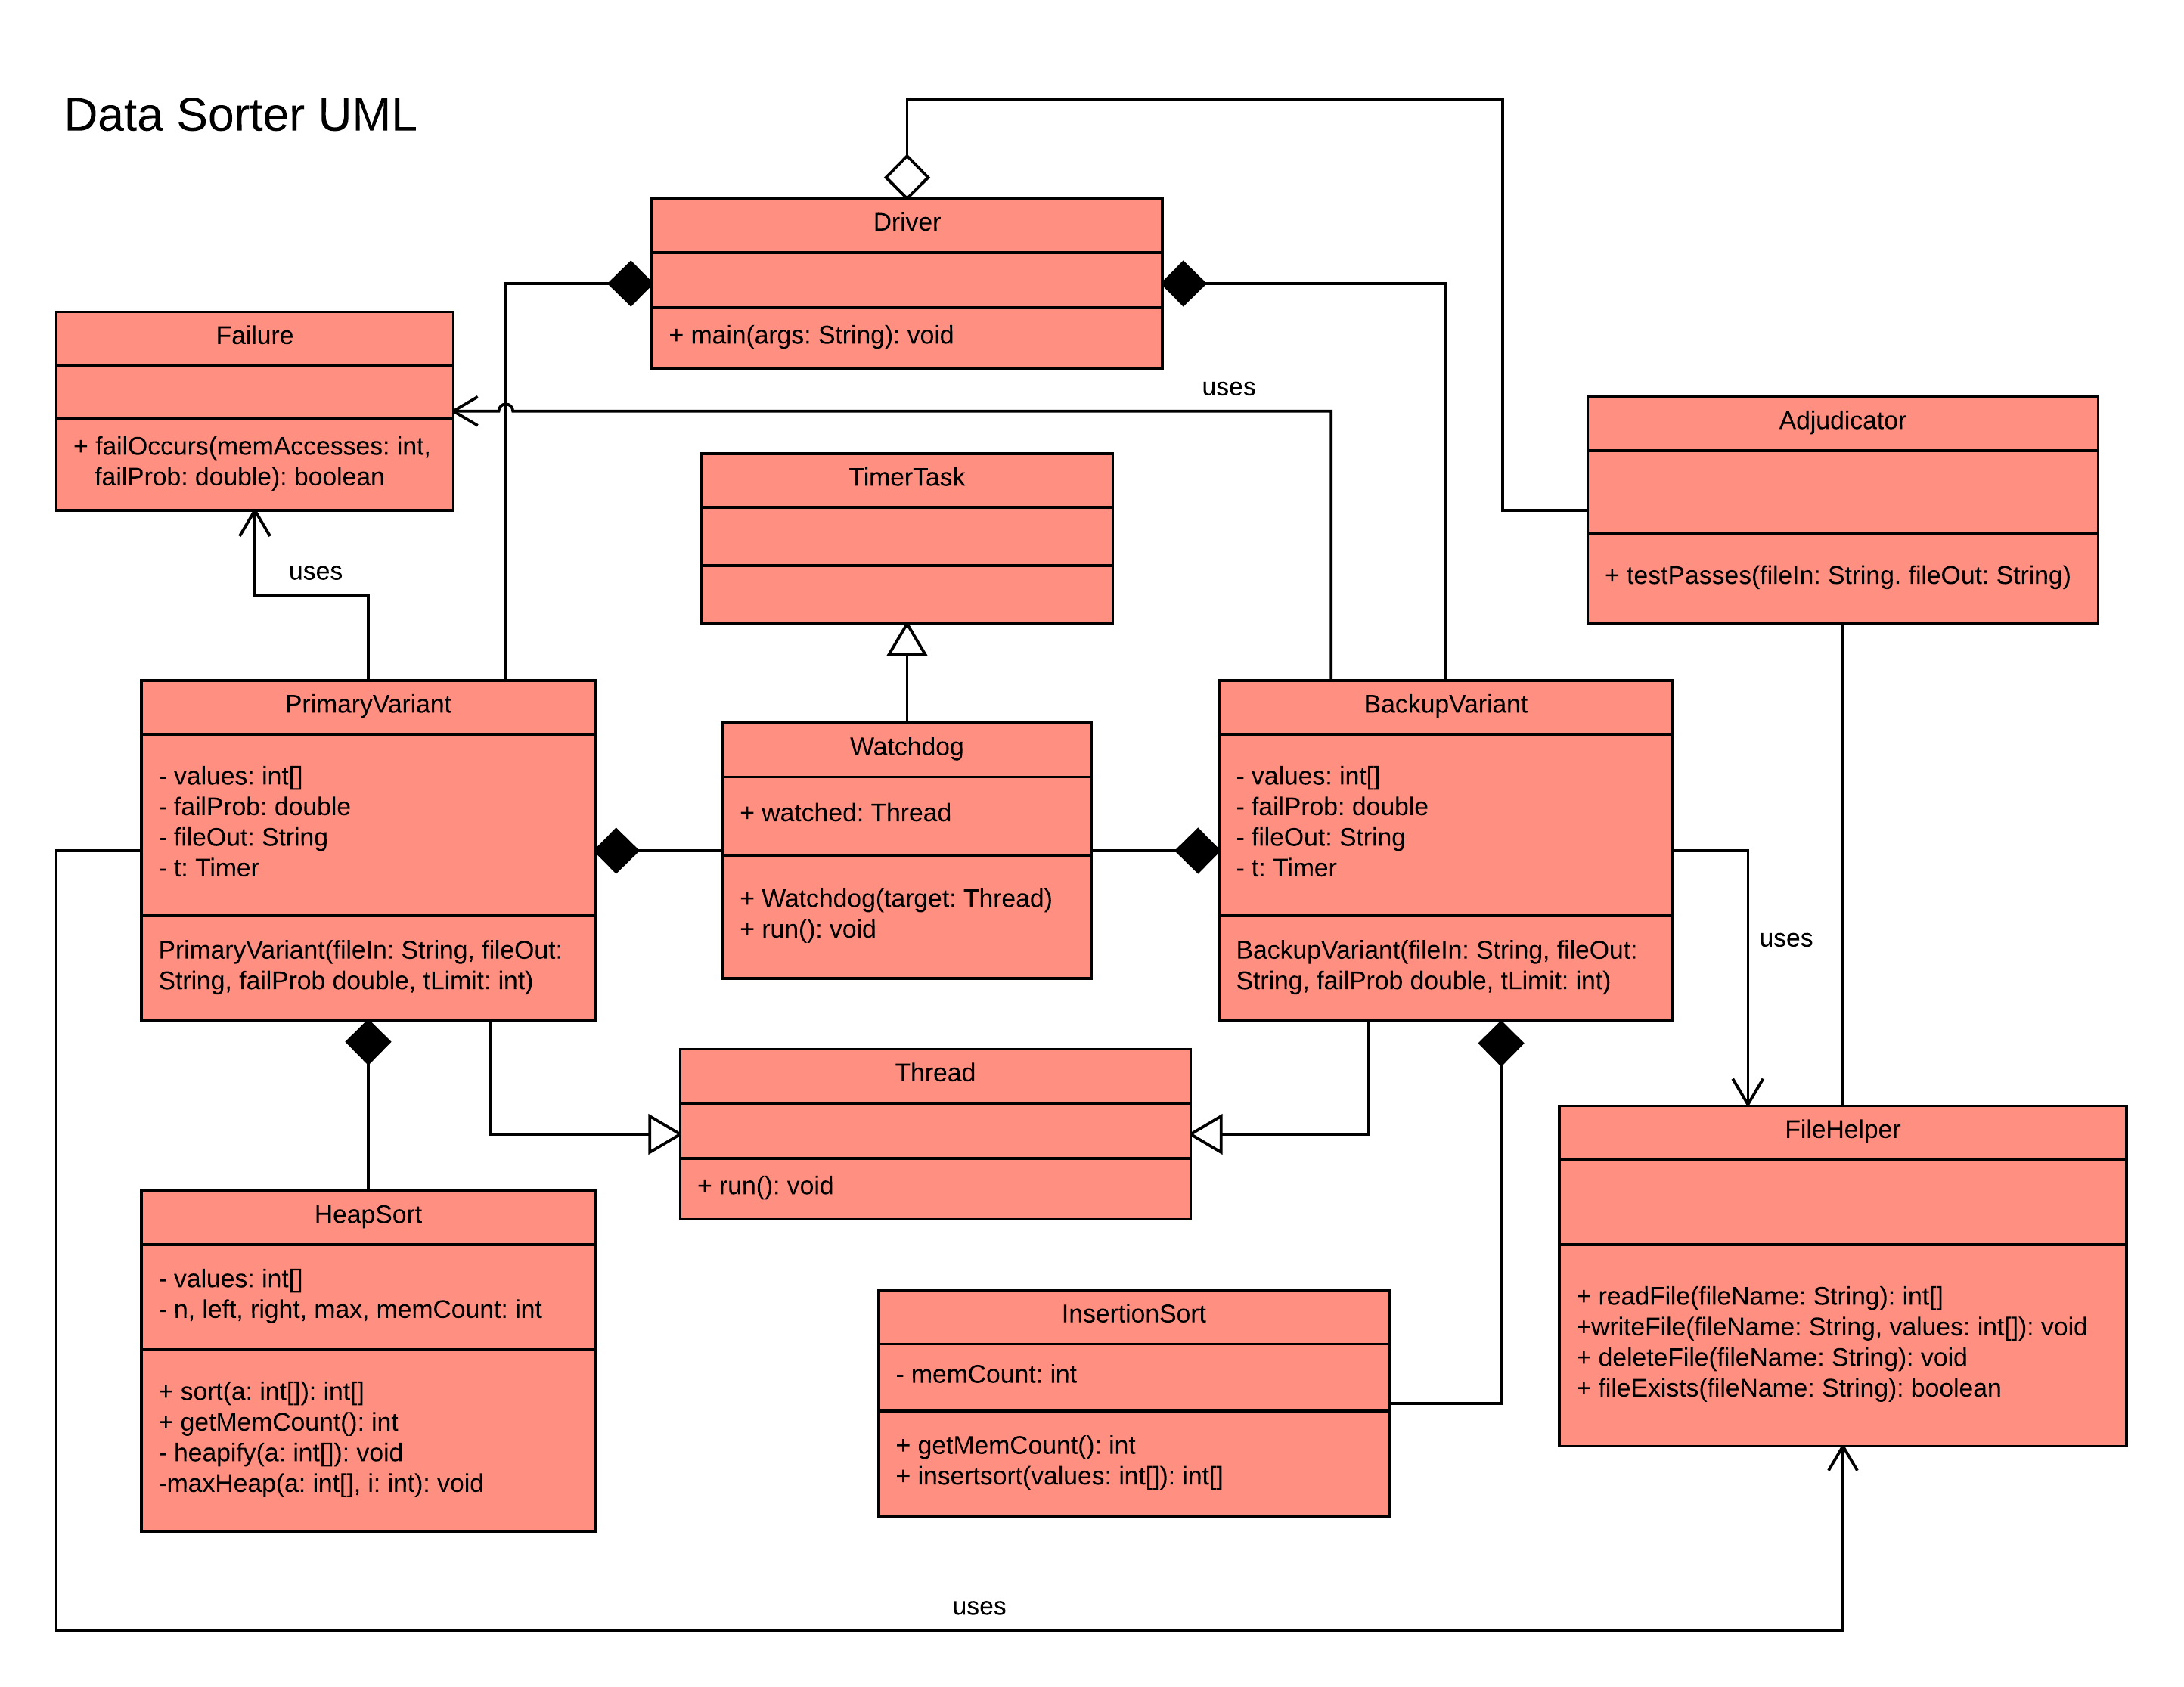 Data Sorter UML
Driver
+ main(args: String): void
Failure
+ failOccurs(memAccesses: int,
failProb: double): boolean
uses
Adjudicator
+ testPasses(fileIn: String. fileOut: String)
TimerTask
uses
PrimaryVariant
- values: int[]
- failProb: double
- fileOut: String
- t: Timer
PrimaryVariant(fileIn: String, fileOut:
String, failProb double, tLimit: int)
Watchdog
+ watched: Thread
+ Watchdog(target: Thread)
+ run(): void
BackupVariant
- values: int[]
- failProb: double
- fileOut: String
- t: Timer
BackupVariant(fileIn: String, fileOut:
String, failProb double, tLimit: int)
uses
Thread
+ run(): void
FileHelper
+ readFile(fileName: String): int[]
+writeFile(fileName: String, values: int[]): void
+ deleteFile(fileName: String): void
+ fileExists(fileName: String): boolean
HeapSort
- values: int[]
- n, left, right, max, memCount: int
+ sort(a: int[]): int[]
+ getMemCount(): int
- heapify(a: int[]): void
-maxHeap(a: int[], i: int): void
InsertionSort
- memCount: int
+ getMemCount(): int
+ insertsort(values: int[]): int[]
uses